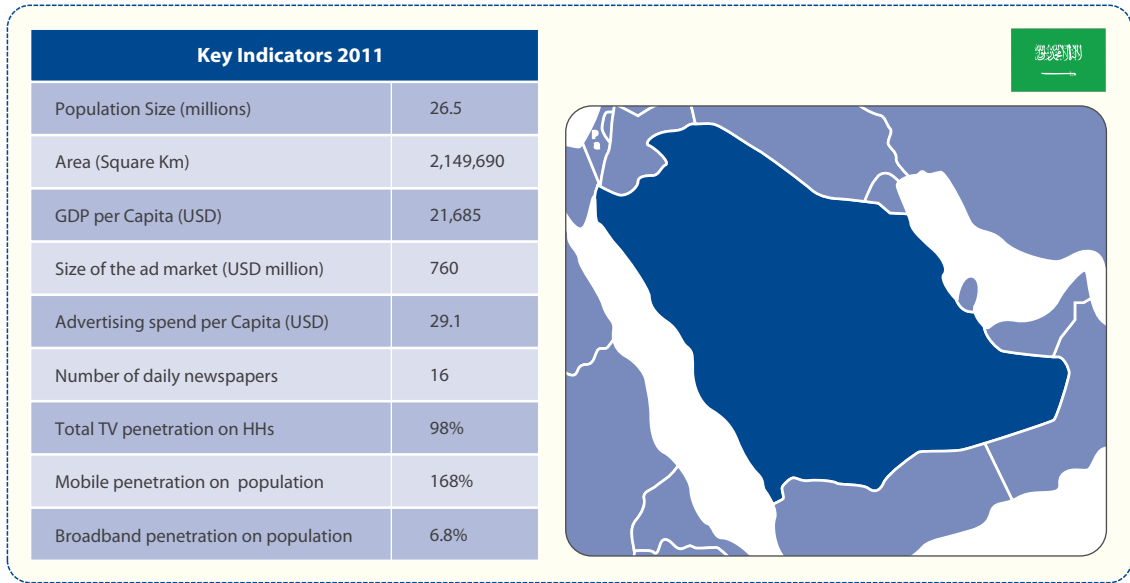 Key Indicators 2011
Population Size (millions) 26.5
Area (Square Km) 2,149,690
GDP per Capita (USD) 21,685
Size of the ad market (USD million) 760
Advertising spend per Capita (USD) 29.1
Number of daily newspapers 16
Total TV penetration on HHs 98%
Mobile penetration on population 168%
Broadband penetration on population 6.8%